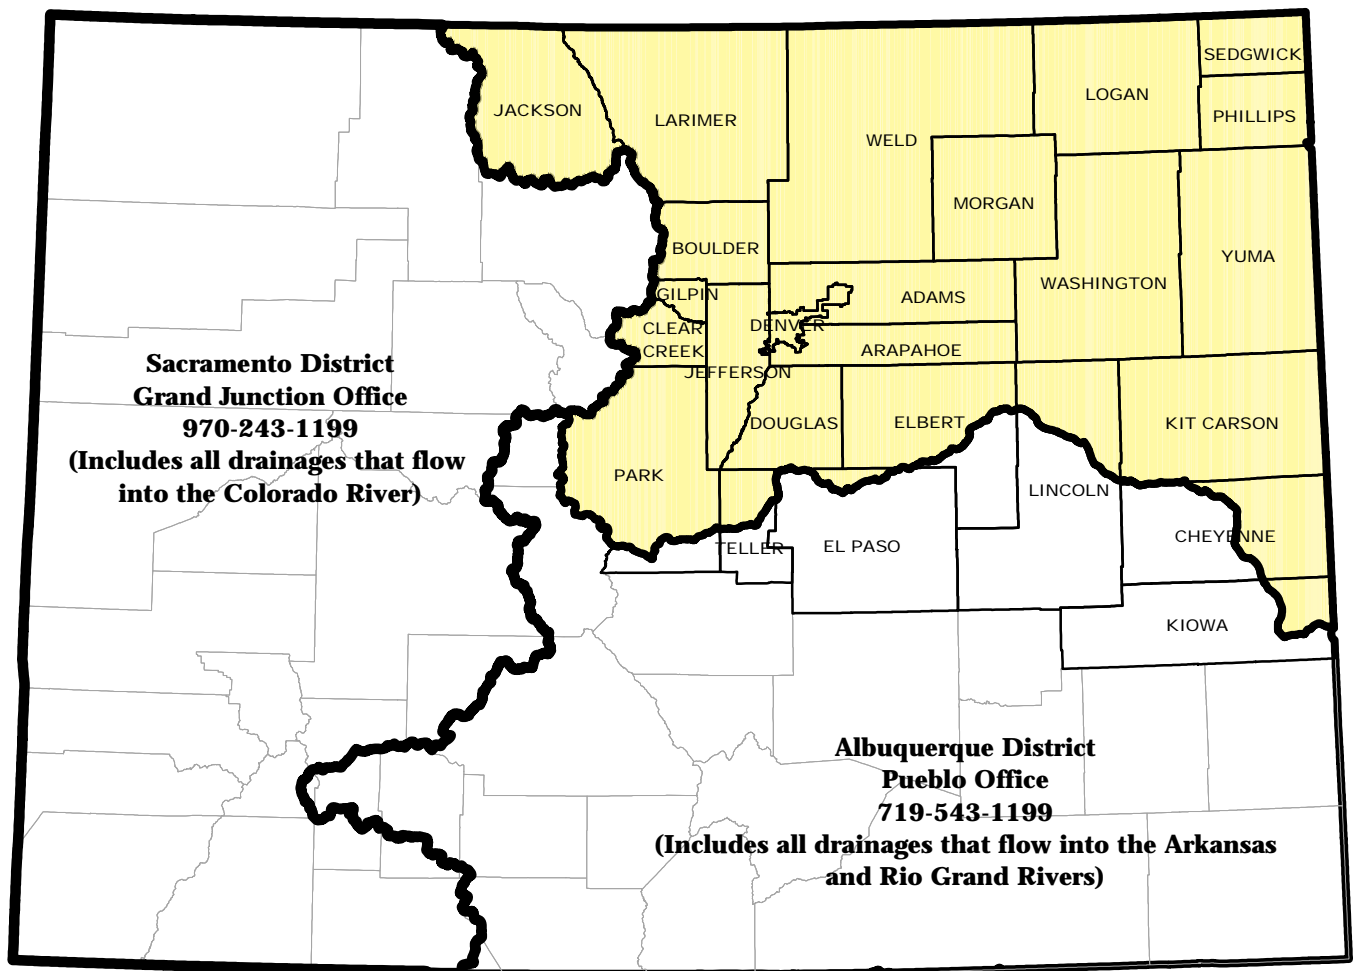 SEDGWICK
LOGAN
JACKSON
PHILLIPS
LARIMER
WELD
MORGAN
BOULDER
YUMA
WASHINGTON
GILPIN
ADAMS
CLEAR
CREEK
DENVER
ARAPAHOE
JEFFERSON
DOUGLAS
ELBERT
KIT CARSON
PARK
LINCOLN
CHEYENNE
TELLER
EL PASO
KIOWA
Sacramento District
Grand Junction Office
970-243-1199
(Includes all drainages that flow
into the Colorado River)
Albuquerque District
Pueblo Office
719-543-1199
(Includes all drainages that flow into the Arkansas
and Rio Grand Rivers)